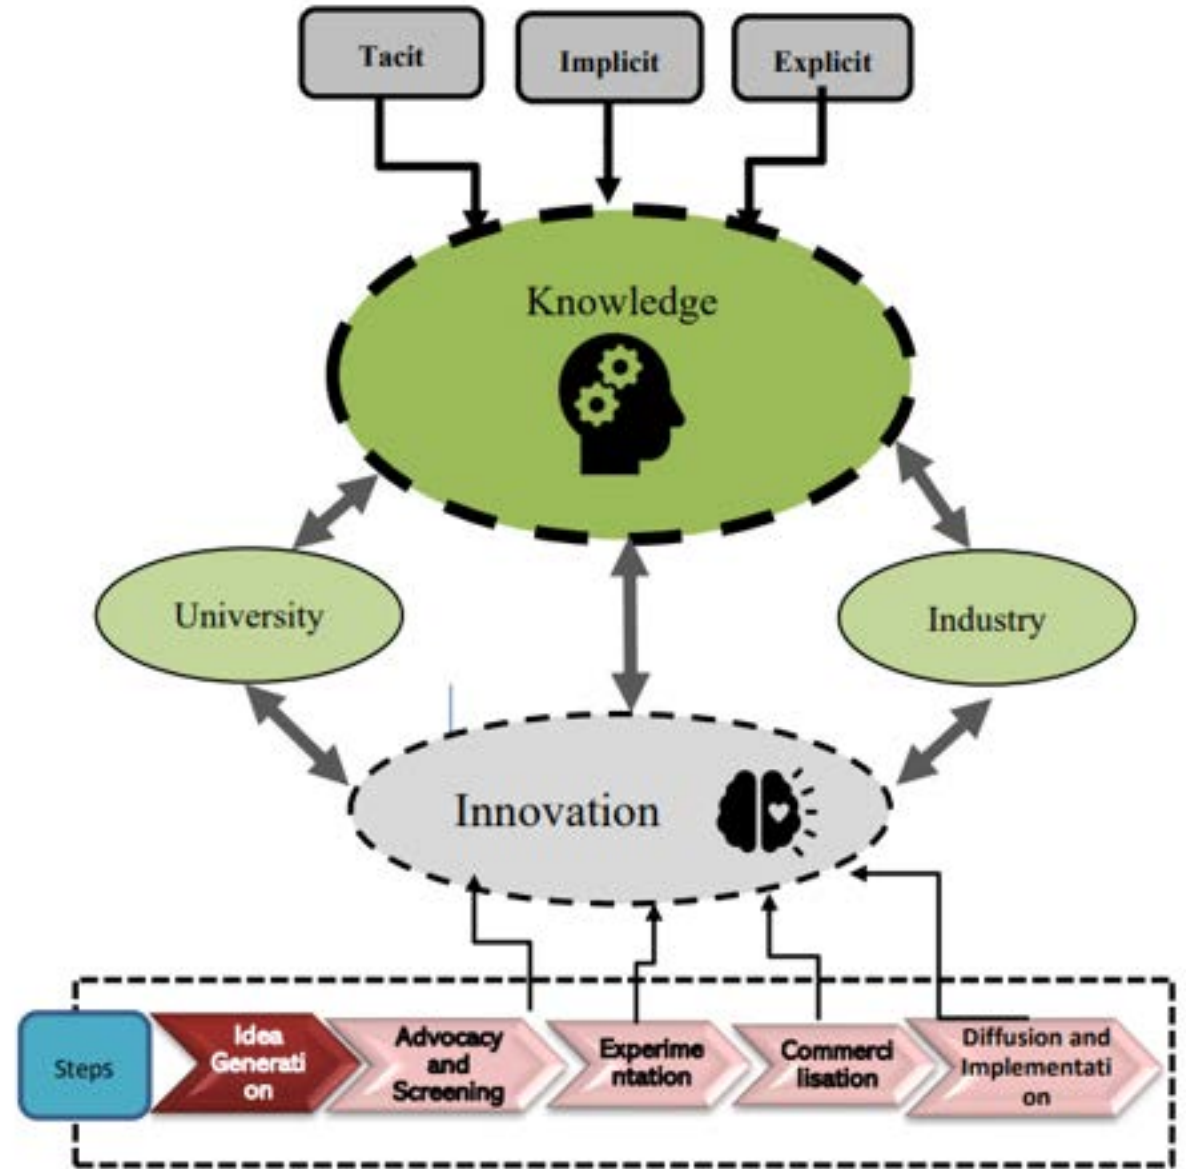 Tacit
Implicit
Explicit
Knowledge
University
Industry
Innovation
Steps
Idea
Generati
on
Advocacy
and
Screening
Experime
ntation
Commerci
lisation
Diffusion and
Implementati
on